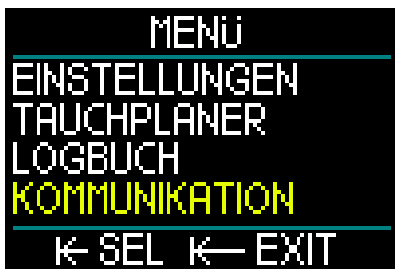 MENü
EINSTELLUNGEN
TAUCHPLANER
LOGBUCH
KOMMUNIKATION
SEL EXIT